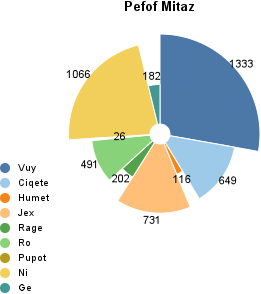 Pefof Mitaz
1333
1066
182
26
491
202
116
649
731
Vuy
Ciqete
Humet
Jex
Rage
Ro
Pupot
Ni
Ge